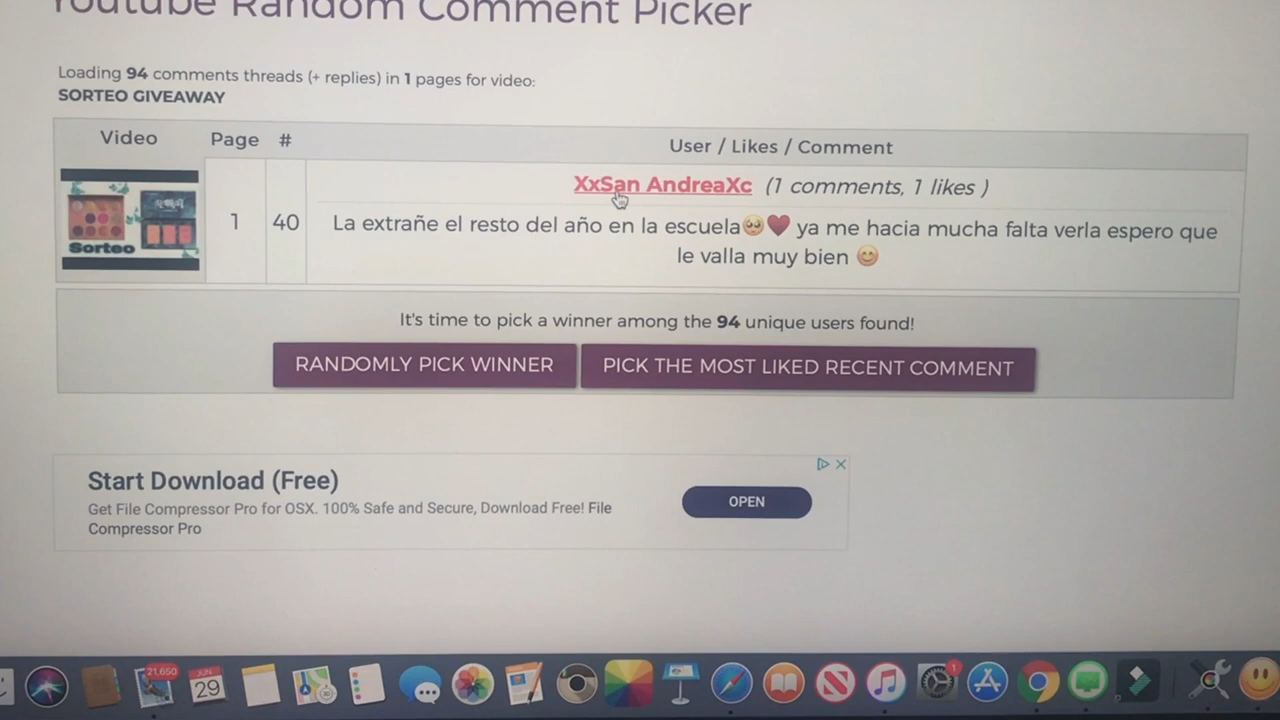 Youtube Random Comment Picker
Loading 94 comments threads (+ replies) in 1 pages for video:
SORTEO GIVEAWAY
Video Page # User / Likes / Comment
Sorteo
1 40
XxSan AndreaXc (1 comments, 1 likes )
La extrañe el resto del año en la escuela🥺♥️ ya me hacia mucha falta verla espero que
le valla muy bien 😊
It's time to pick a winner among the 94 unique users found!
RANDOMLY PICK WINNER PICK THE MOST LIKED RECENT COMMENT
Start Download (Free)
Get File Compressor Pro for OSX. 100% Safe and Secure, Download Free! File
Compressor Pro
OPEN
21,650
JUN
29
1